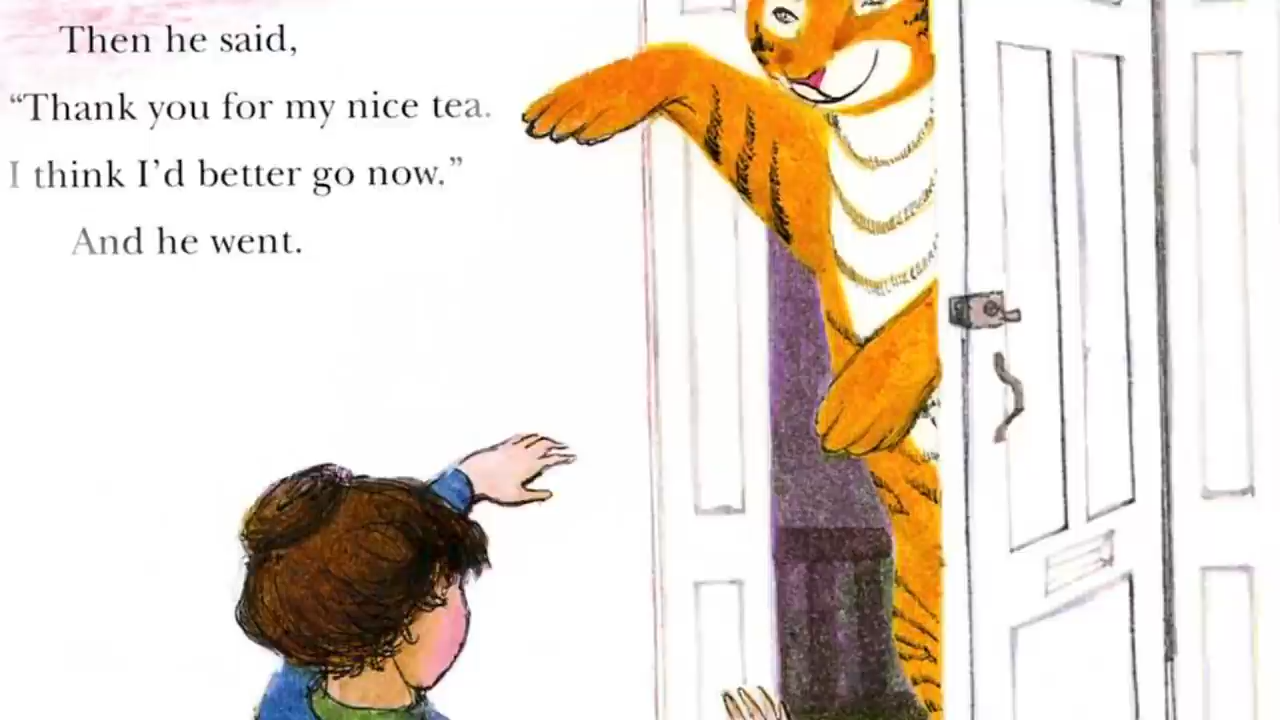 Then he said,
“Thank you for my nice tea.
I think I’d better go now.”
And he went.